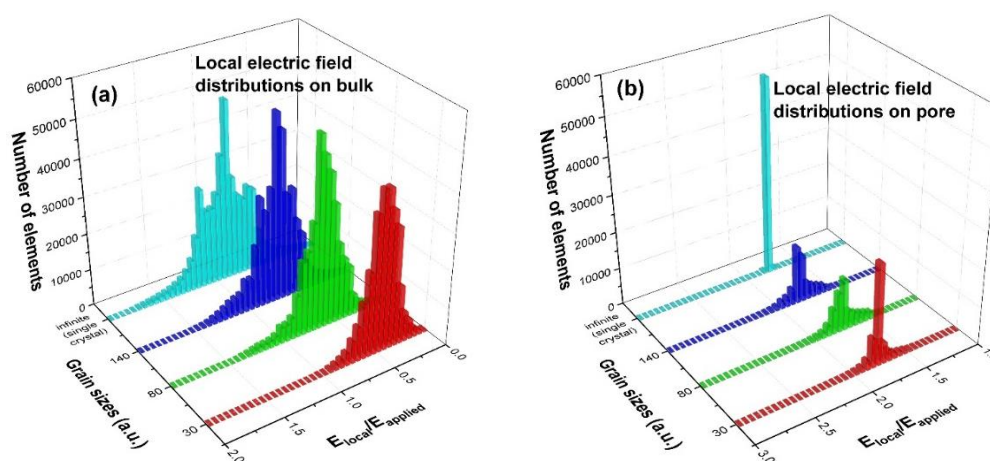 (a)
Local electric field
distributions on bulk
Number of elements
60000
50000
40000
30000
20000
10000
0
infinite
(single
crystal)
140
80
30
Grain sizes (a.u.)
2.0
1.5
1.0
0.5
0.0
Elocal/Eapplied
(b)
Local electric field
distributions on pore
Number of elements
60000
50000
40000
30000
20000
10000
0
infinite
(single
crystal)
140
80
30
Grain sizes (a.u.)
3.0
2.5
2.0
1.5
Elocal/Eapplied